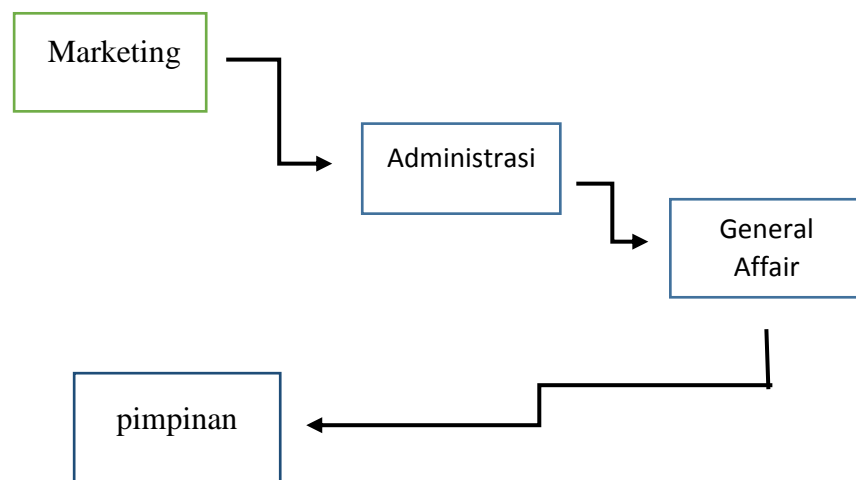 Marketing
Administrasi
General
Affair
pimpinan